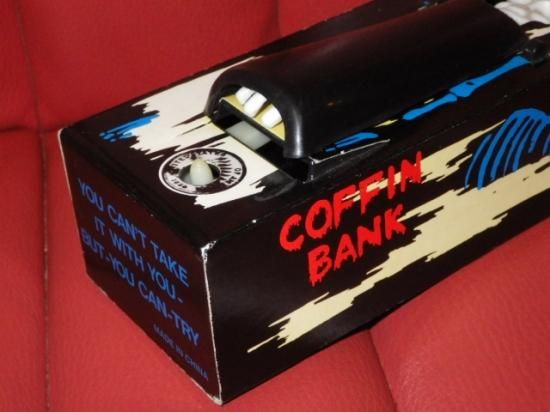 COFFIN
BANK
YOU CAN'T TAKE
IT WITH YOU-
BUT-YOU CAN-TRY
MADE IN CHINA